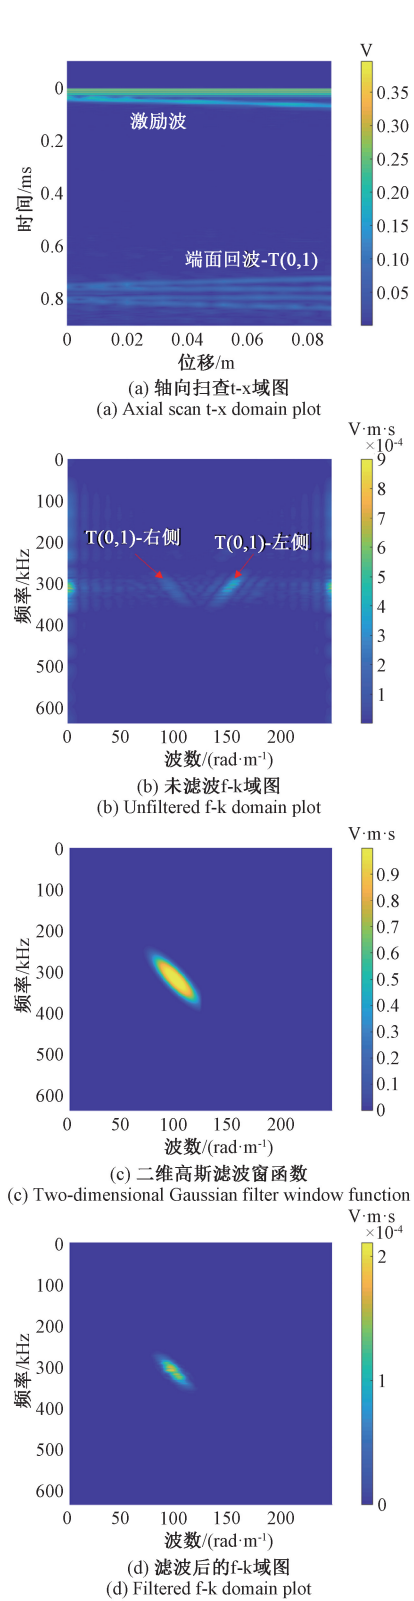 V
0
0.2
0.4
0.6
0.8
时间/ms
激励波
端面回波-T(0,1)
0.35
0.25
0.20
0.15
0.10
0.05
0 0.02 0.04 0.06 0.08
位移/m
(a) 轴向扫查t-x域图
(a) Axial scan t-x domain plot
V·m·s
×10⁻⁴
0
100
200
300
400
500
600
频率/kHz
T(0,1)-右侧
T(0,1)-左侧
9
8
7
6
5
4
3
2
1
0 50 100 150 200
波数/(rad·m⁻¹)
(b) 未滤波f-k域图
(b) Unfiltered f-k domain plot
V·m·s
0
100
200
300
400
500
600
频率/kHz
0.9
0.8
0.7
0.6
0.5
0.4
0.3
0.2
0.1
0
0 50 100 150 200
波数/(rad·m⁻¹)
(c) 二维高斯滤波窗函数
(c) Two-dimensional Gaussian filter window function
V·m·s
×10⁻⁴
0
100
200
300
400
500
600
频率/kHz
2
1
0
0 50 100 150 200
波数/(rad·m⁻¹)
(d) 滤波后的f-k域图
(d) Filtered f-k domain plot